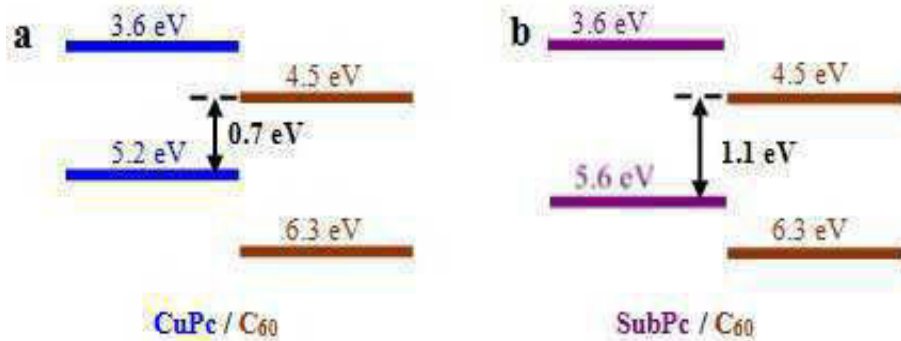 a
3.6 eV
4.5 eV
0.7 eV
5.2 eV
6.3 eV
CuPc / C60
b
3.6 eV
4.5 eV
1.1 eV
5.6 eV
6.3 eV
SubPc / C60